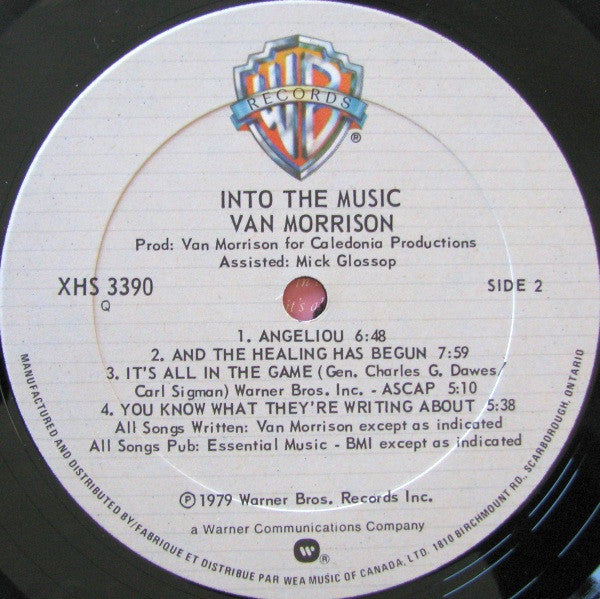 WB
RECORDS
®
INTO THE MUSIC
VAN MORRISON
Prod: Van Morrison for Caledonia Productions
Assisted: Mick Glossop
XHS 3390
Q
SIDE 2
in
it's a
1. ANGELIOU 6:48
2. AND THE HEALING HAS BEGUN 7:59
3. IT'S ALL IN THE GAME (Gen. Charles G. Dawes/
Carl Sigman) Warner Bros. Inc. - ASCAP 5:10
4. YOU KNOW WHAT THEY'RE WRITING ABOUT 5:38
All Songs Written: Van Morrison except as indicated
All Songs Pub: Essential Music - BMI except as indicated
℗1979 Warner Bros. Records Inc.
a Warner Communications Company
®
MANUFACTURED AND DISTRIBUTED BY/FABRIQUE ET DISTRIBUE PAR WEA MUSIC OF CANADA, LTD. 1810 BIRCHMOUNT RD., SCARBOROUGH, ONTARIO